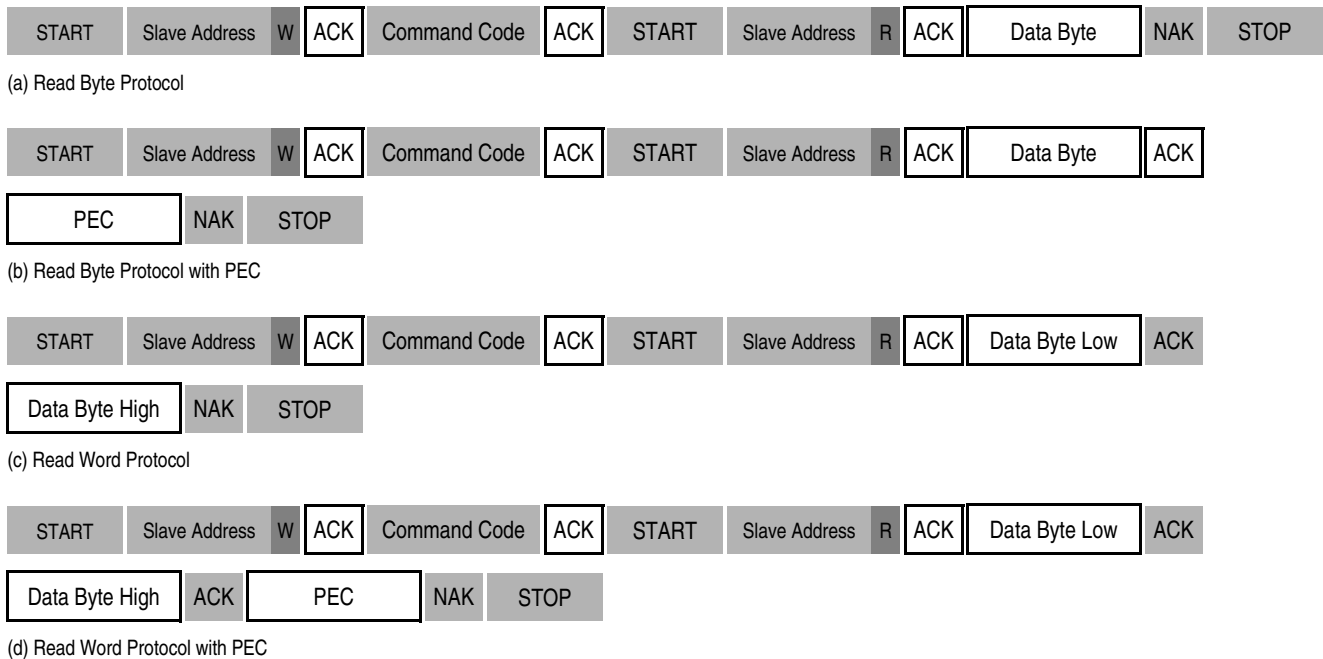 START Slave Address W ACK Command Code ACK START Slave Address R ACK Data Byte NAK STOP
(a) Read Byte Protocol
START Slave Address W ACK Command Code ACK START Slave Address R ACK Data Byte ACK
PEC NAK STOP
(b) Read Byte Protocol with PEC
START Slave Address W ACK Command Code ACK START Slave Address R ACK Data Byte Low ACK
Data Byte High NAK STOP
(c) Read Word Protocol
START Slave Address W ACK Command Code ACK START Slave Address R ACK Data Byte Low ACK
Data Byte High ACK PEC NAK STOP
(d) Read Word Protocol with PEC